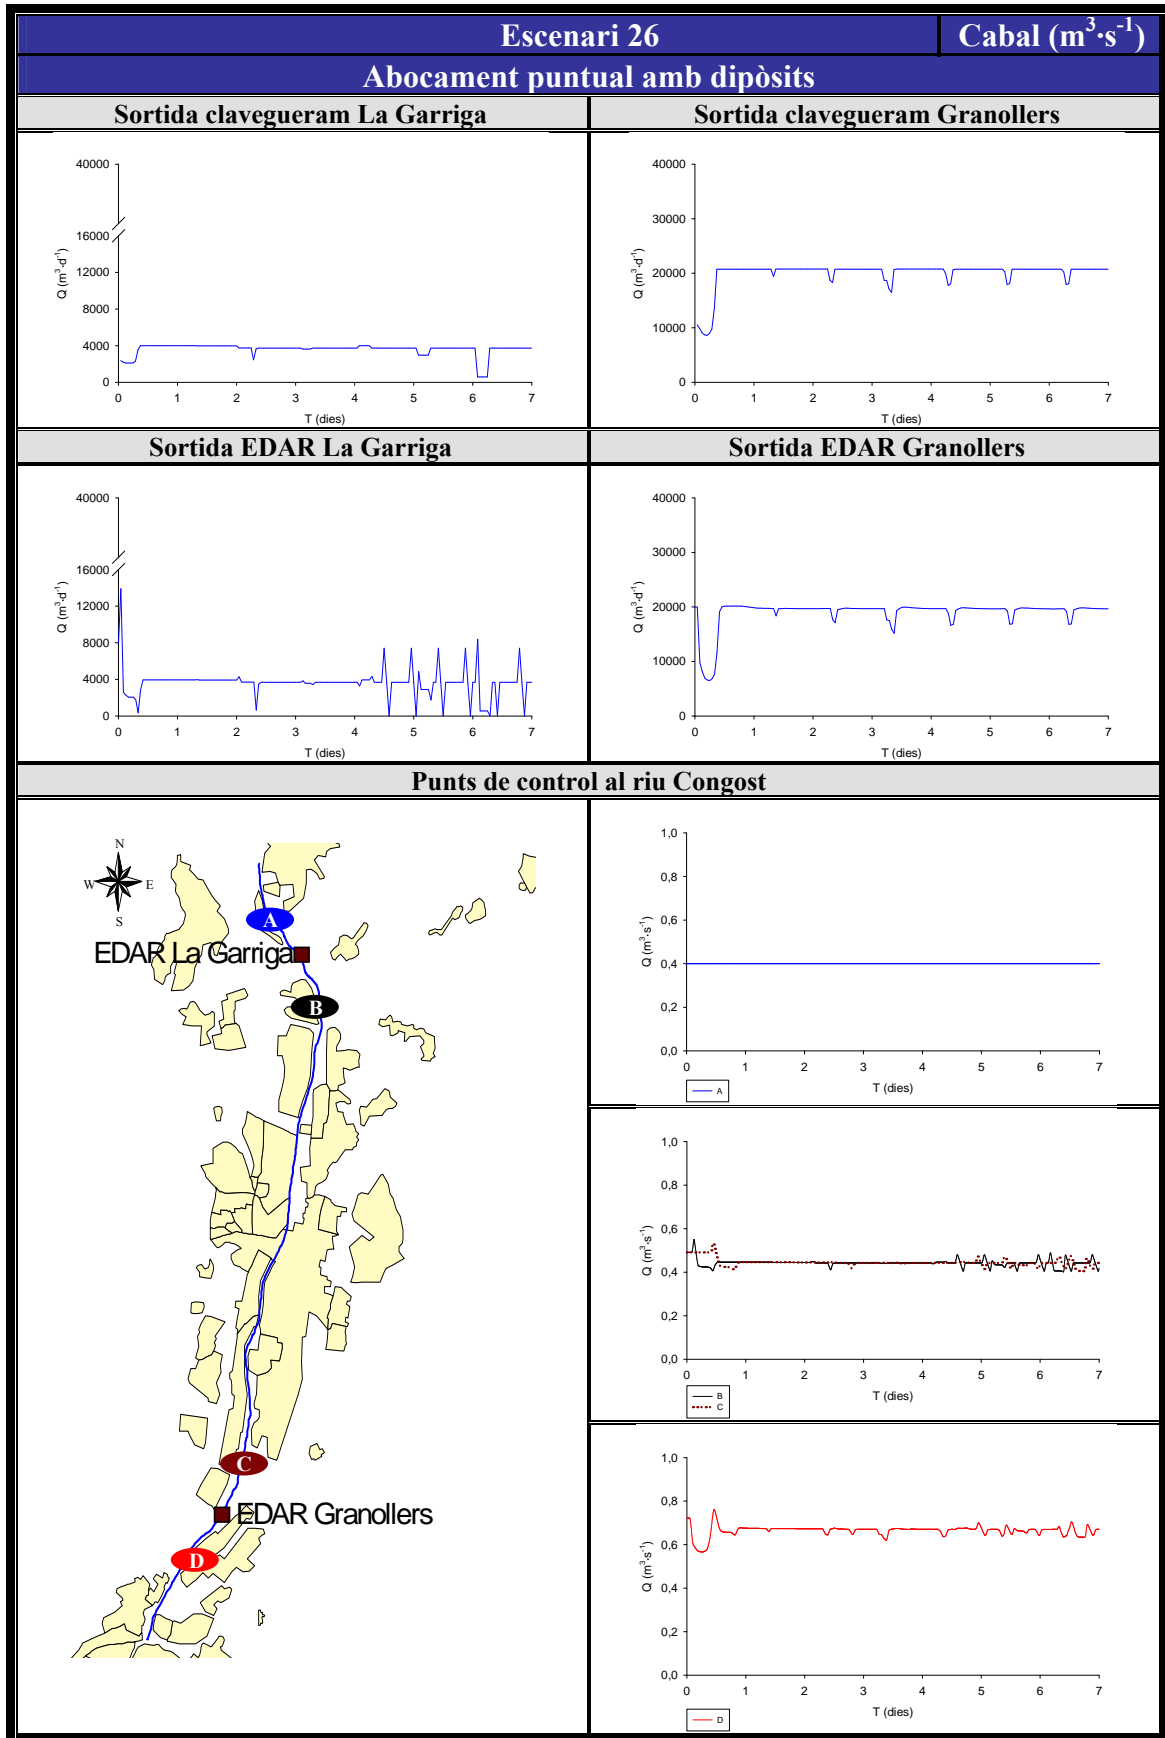 Escenari 26
Cabal (m³·s⁻¹)
Abocament puntual amb dipòsits
Sortida clavegueram La Garriga
Sortida clavegueram Granollers
40000
16000
12000
8000
4000
0
Q (m³·d⁻¹)
0 1 2 3 4 5 6 7
T (dies)
40000
30000
20000
10000
0
Q (m³·d⁻¹)
0 1 2 3 4 5 6 7
T (dies)
Sortida EDAR La Garriga
Sortida EDAR Granollers
40000
16000
12000
8000
4000
0
Q (m³·d⁻¹)
0 1 2 3 4 5 6 7
T (dies)
40000
30000
20000
10000
0
Q (m³·d⁻¹)
0 1 2 3 4 5 6 7
T (dies)
Punts de control al riu Congost
N
W E
S
A
EDAR La Garriga
B
C
EDAR Granollers
D
1,0
0,8
0,6
0,4
0,2
0,0
Q (m³·s⁻¹)
0 1 2 3 4 5 6 7
T (dies)
A
1,0
0,8
0,6
0,4
0,2
0,0
Q (m³·s⁻¹)
0 1 2 3 4 5 6 7
T (dies)
B
C
1,0
0,8
0,6
0,4
0,2
0,0
Q (m³·s⁻¹)
0 1 2 3 4 5 6 7
T (dies)
D